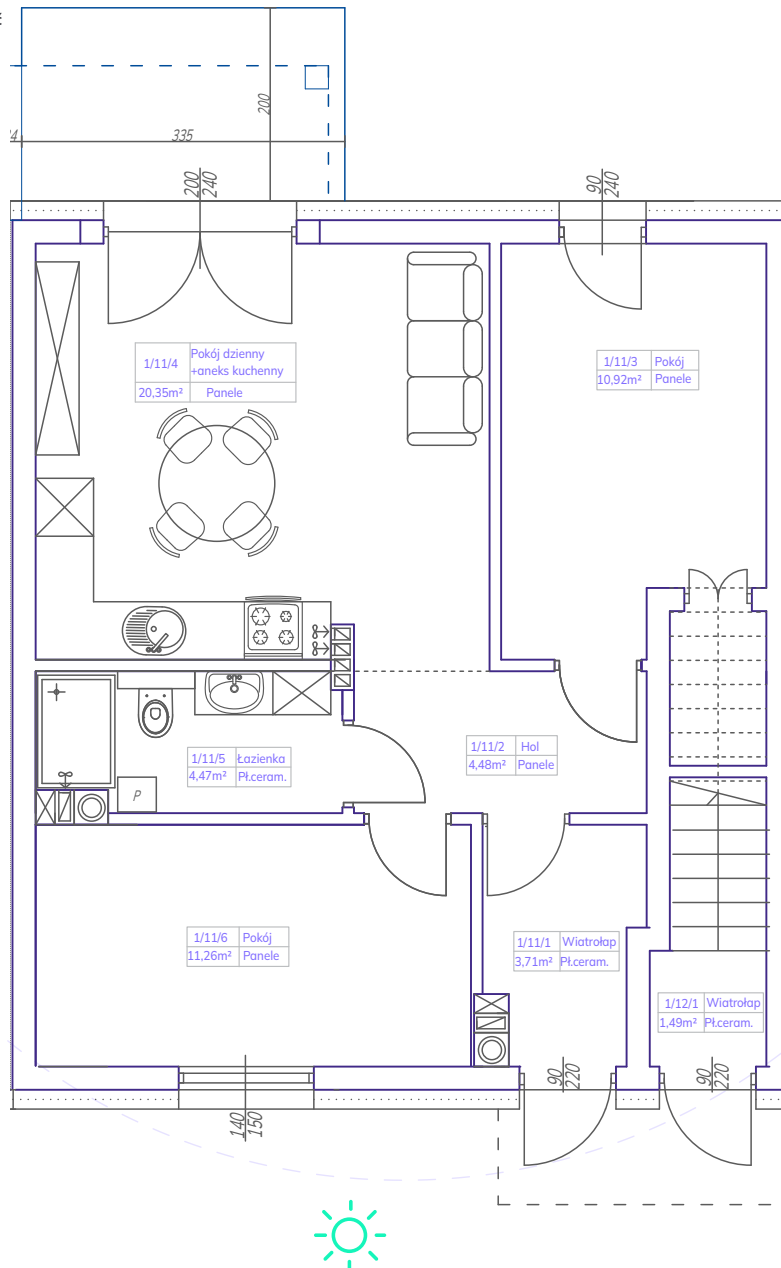 200
335
200
240
90
240
1/11/4 Pokój dzienny
+aneks kuchenny
20,35m² Panele
1/11/3 Pokój
10,92m² Panele
1/11/2 Hol
4,48m² Panele
1/11/5 Łazienka
4,47m² Pł.ceram.
P
1/11/6 Pokój
11,26m² Panele
1/11/1 Wiatrołap
3,71m² Pł.ceram.
1/12/1 Wiatrołap
1,49m² Pł.ceram.
90
220
90
220
140
150